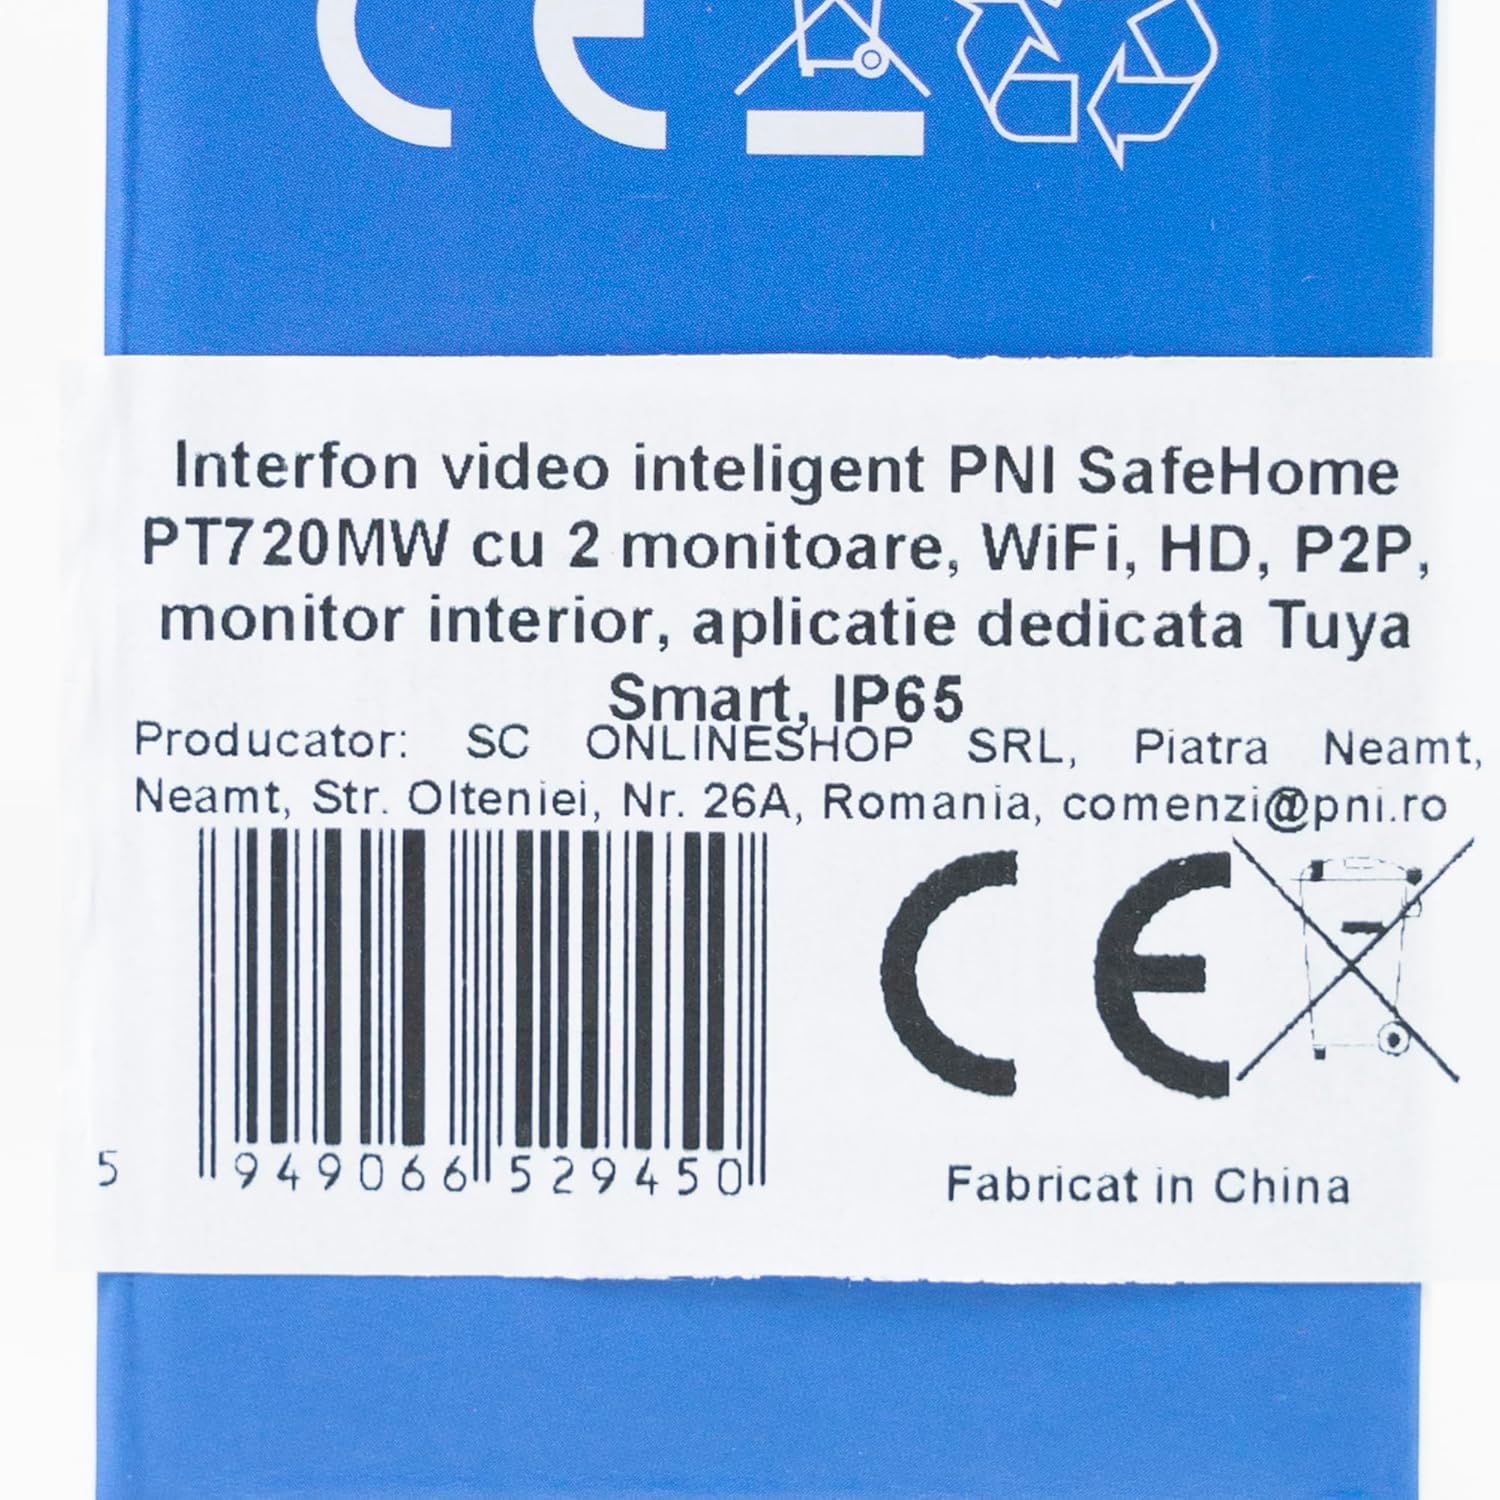 CE
Interfon video inteligent PNI SafeHome
PT720MW cu 2 monitoare, WiFi, HD, P2P,
monitor interior, aplicatie dedicata Tuya
Smart, IP65
Producator: SC ONLINESHOP SRL, Piatra Neamt,
Neamt, Str. Olteniei, Nr. 26A, Romania, comenzi@pni.ro
CE
5 949066 529450
Fabricat in China